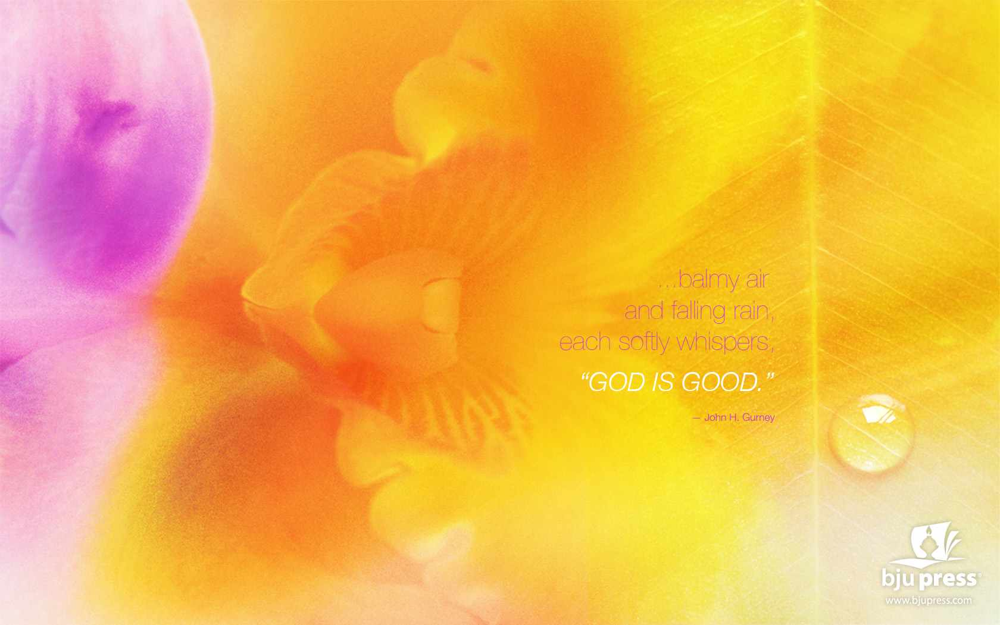 ...balmy air
and falling rain,
each softly whispers,
“GOD IS GOOD.”
— John H. Gurney
bju press®
www.bjupress.com